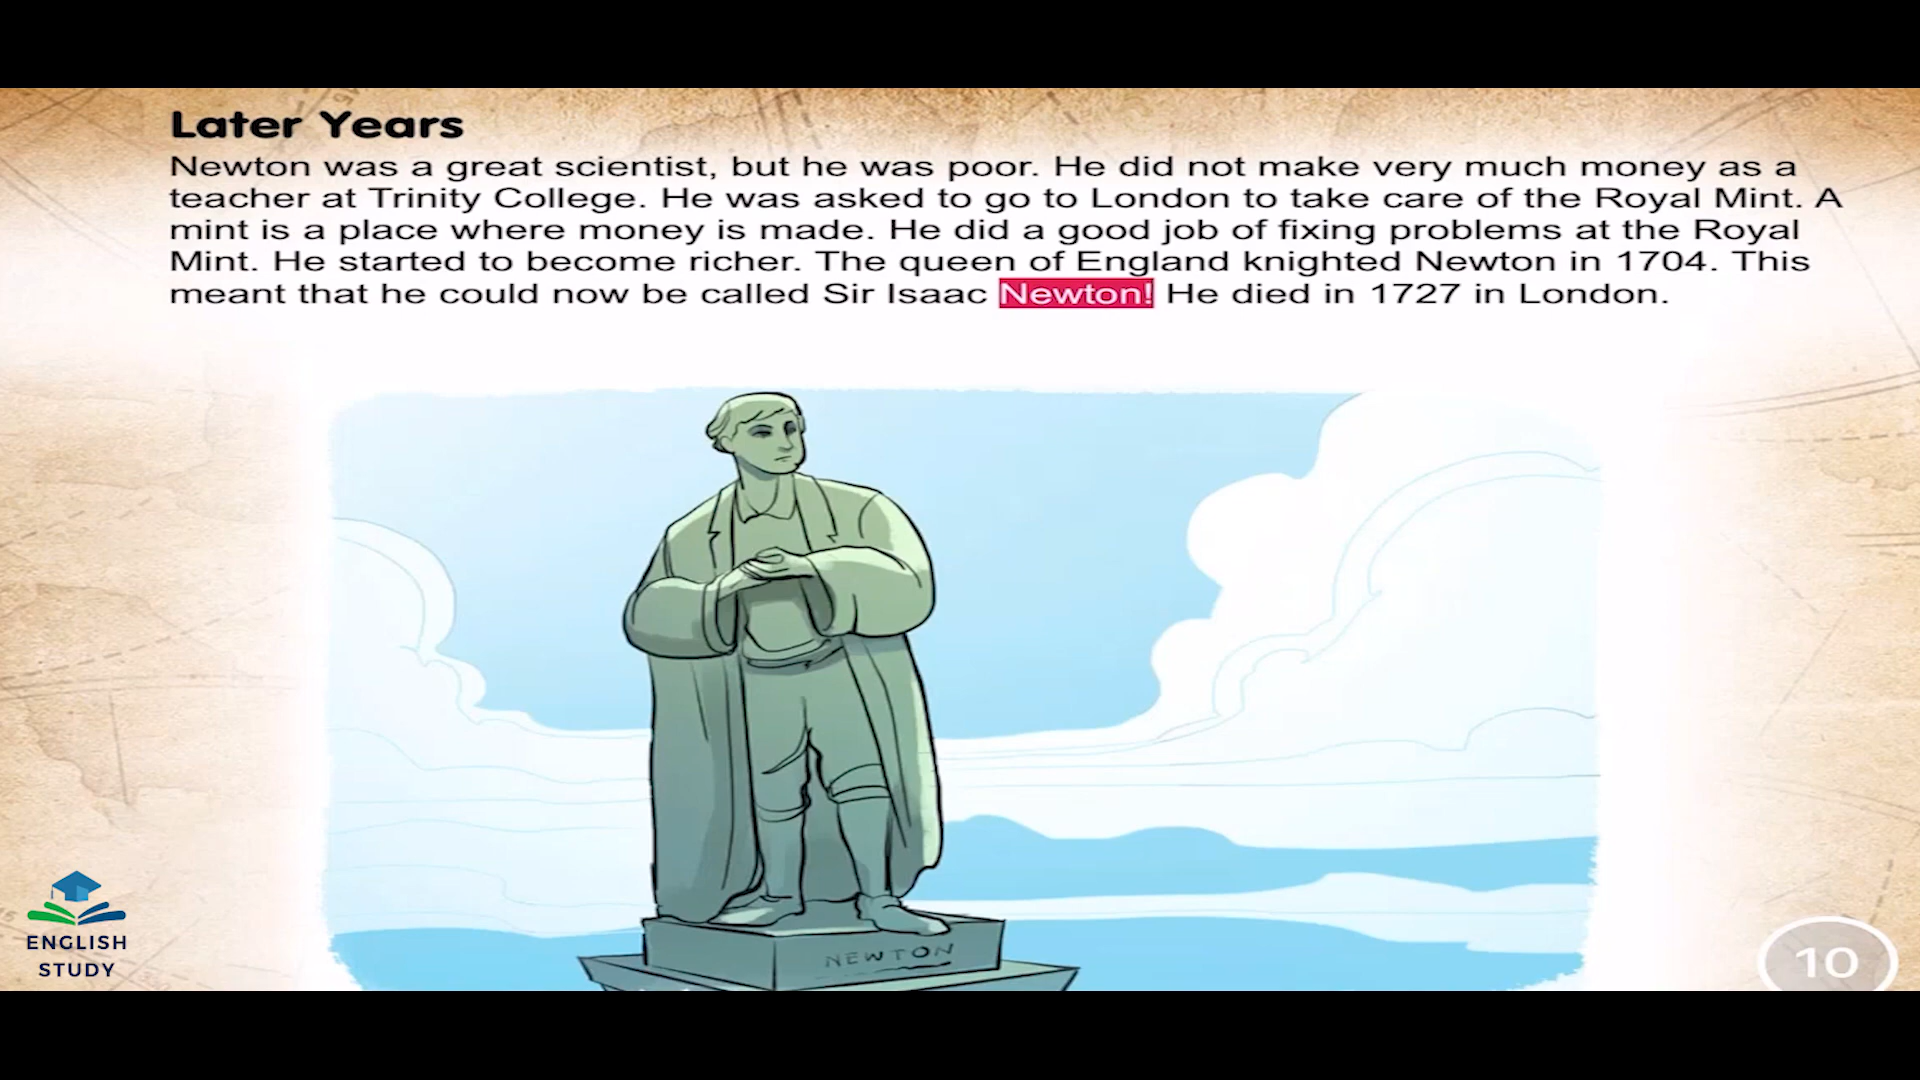 Later Years
Newton was a great scientist, but he was poor. He did not make very much money as a
teacher at Trinity College. He was asked to go to London to take care of the Royal Mint. A
mint is a place where money is made. He did a good job of fixing problems at the Royal
Mint. He started to become richer. The queen of England knighted Newton in 1704. This
meant that he could now be called Sir Isaac Newton! He died in 1727 in London.
NEWTON
ENGLISH
STUDY
10